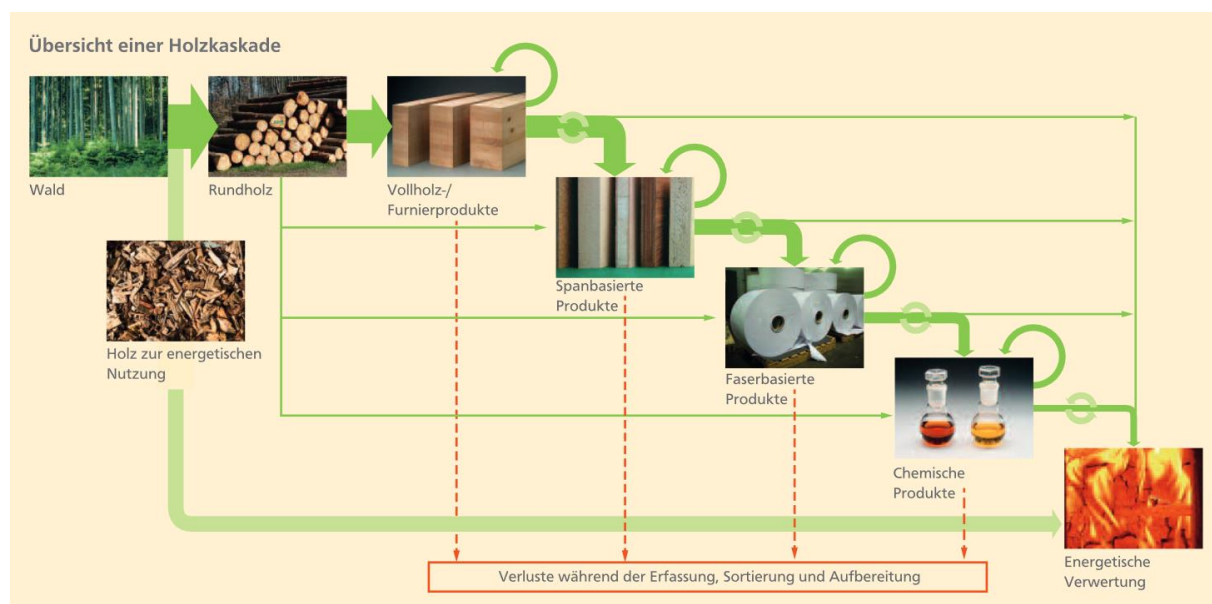 Übersicht einer Holzkaskade
Wald
Rundholz
Vollholz-/
Furnierprodukte
Spanbasierte
Produkte
Holz zur energetischen
Nutzung
Faserbasierte
Produkte
Chemische
Produkte
Energetische
Verwertung
Verluste während der Erfassung, Sortierung und Aufbereitung